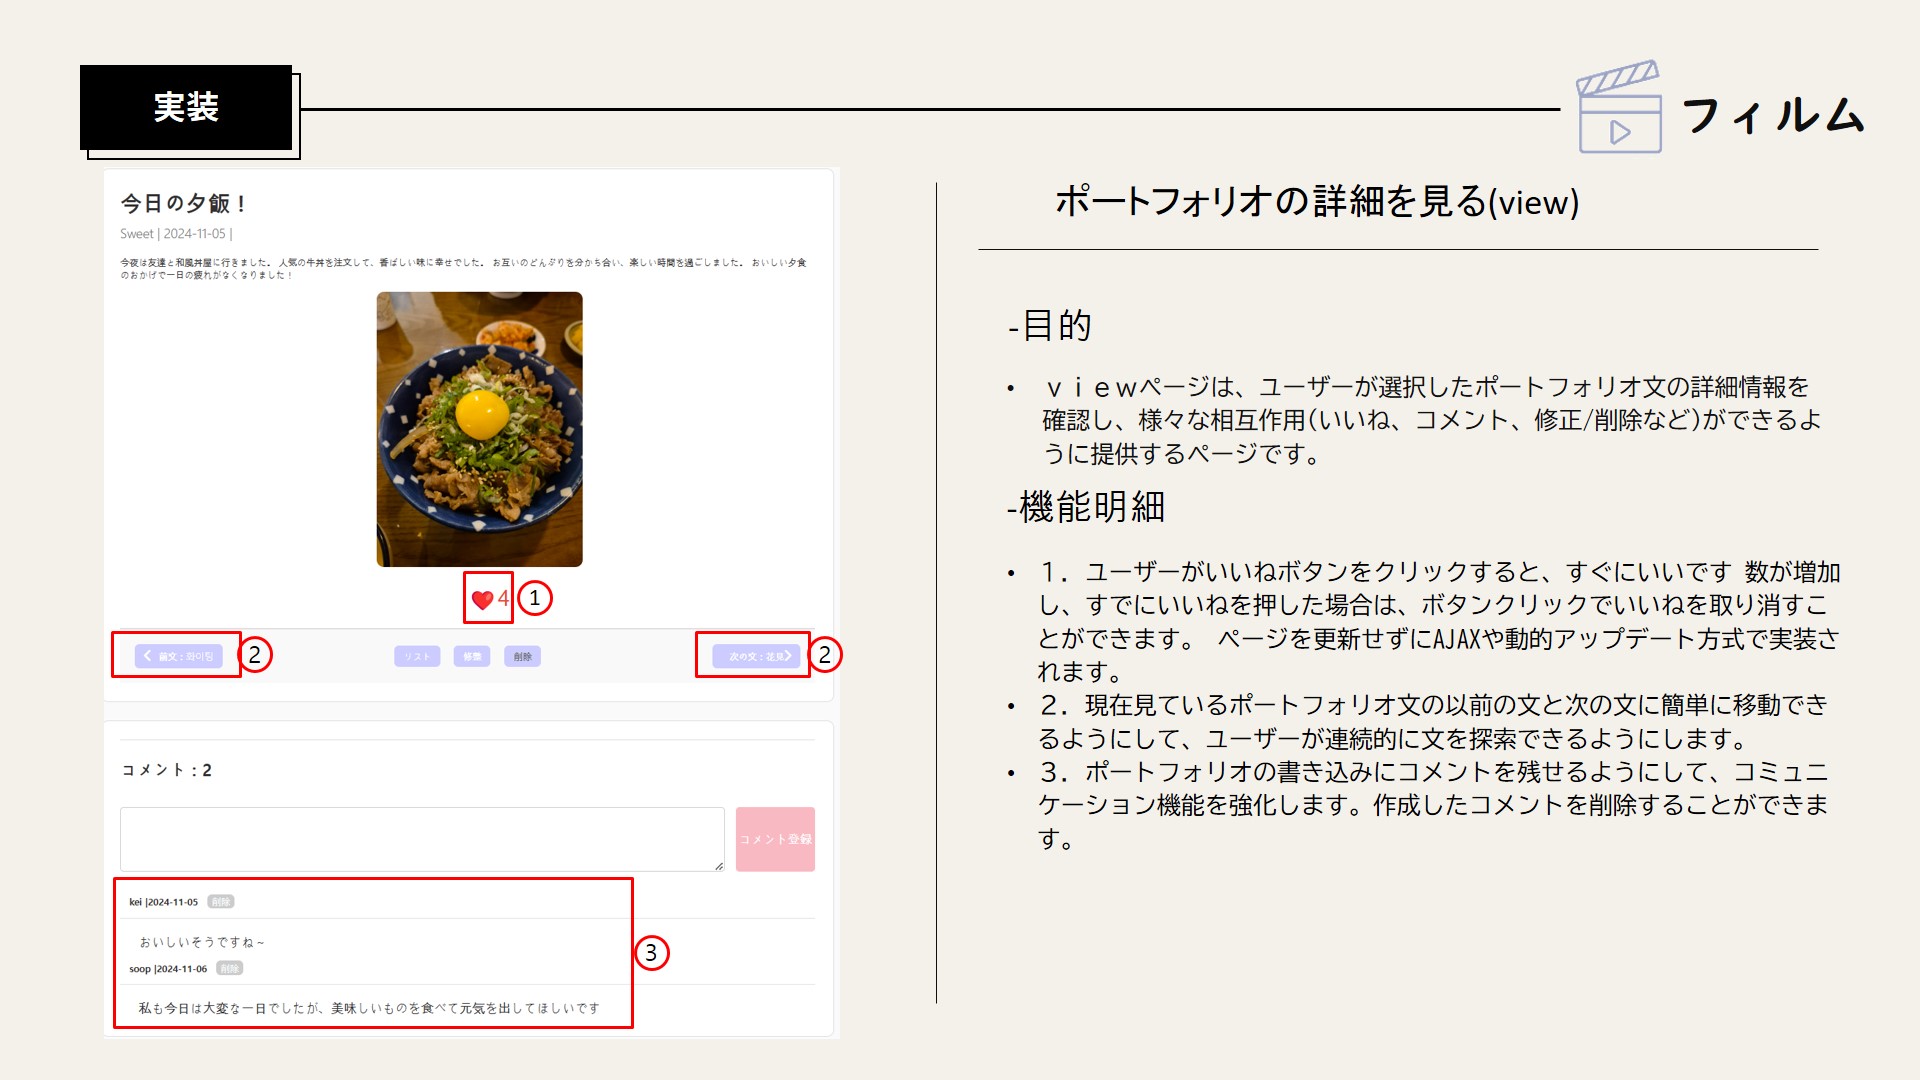 実装
フィルム
今日の夕飯！
Sweet | 2024-11-05 |
今夜は友達と和風丼屋に行きました。 人気の牛丼を注文して、香ばしい味に幸せでした。 お互いのどんぶりを分かち合い、楽しい時間を過ごしました。 おいしい夕食
のおかげで一日の疲れがなくなりました！
4 1
前文 : 화이팅 2 リスト 修整 削除 次の文 : 花見 2
コメント : 2
コメント登録
kei |2024-11-05 削除
おいしいそうですね～
soop |2024-11-06 削除
私も今日は大変な一日でしたが、美味しいものを食べて元気を出してほしいです
3
ポートフォリオの詳細を見る(view)
-目的
• ｖｉｅｗページは、ユーザーが選択したポートフォリオ文の詳細情報を
確認し、様々な相互作用(いいね、コメント、修正/削除など)ができるよ
うに提供するページです。
-機能明細
• １．ユーザーがいいねボタンをクリックすると、すぐにいいです 数が増加
し、すでにいいねを押した場合は、ボタンクリックでいいねを取り消すこ
とができます。 ページを更新せずにAJAXや動的アップデート方式で実装さ
れます。
• ２．現在見ているポートフォリオ文の以前の文と次の文に簡単に移動でき
るようにして、ユーザーが連続的に文を探索できるようにします。
• ３．ポートフォリオの書き込みにコメントを残せるようにして、コミュニ
ケーション機能を強化します。作成したコメントを削除することができま
す。